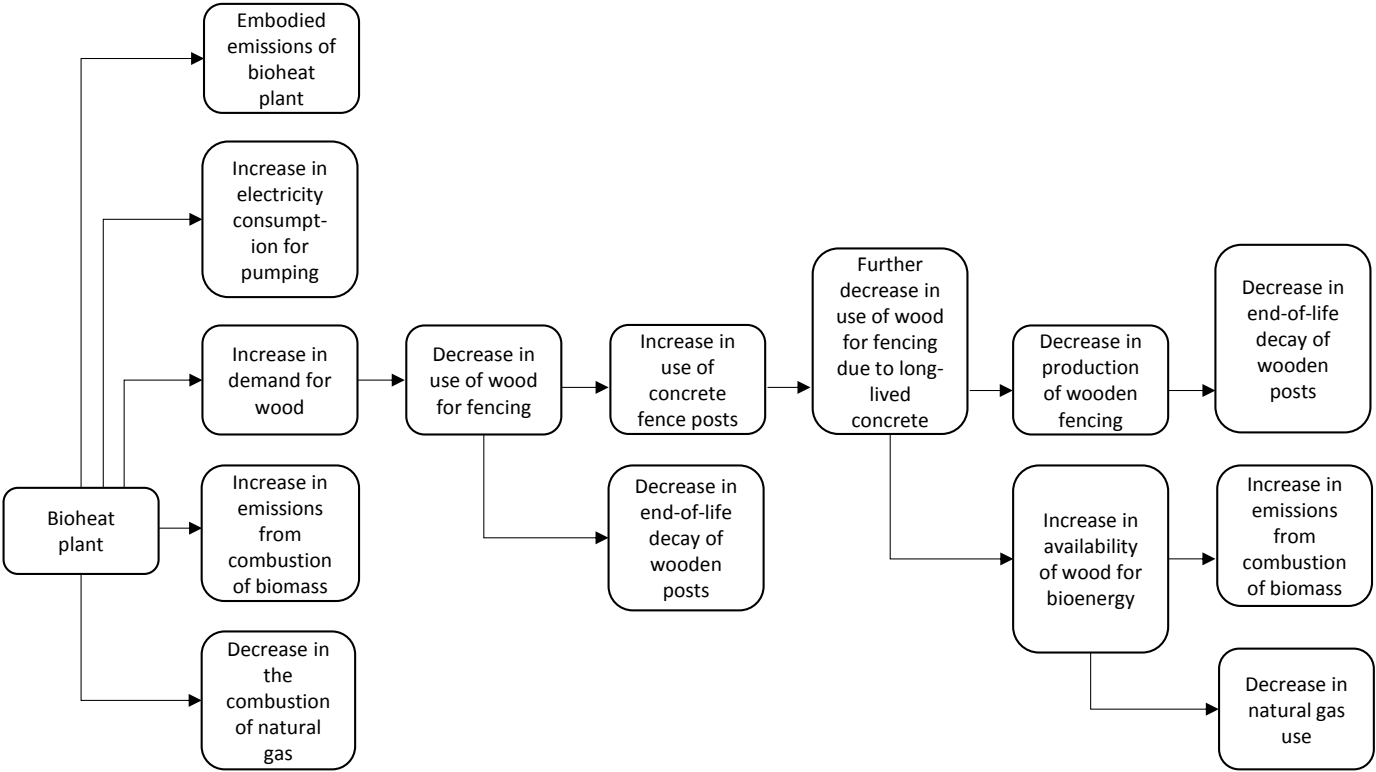 Embodied
emissions of
bioheat
plant
Increase in
electricity
consumpt-
ion for
pumping
Increase in
demand for
wood
Decrease in
use of wood
for fencing
Increase in
use of
concrete
fence posts
Further
decrease in
use of wood
for fencing
due to long-
lived
concrete
Decrease in
production
of wooden
fencing
Decrease in
end-of-life
decay of
wooden
posts
Bioheat
plant
Increase in
emissions
from
combustion
of biomass
Decrease in
end-of-life
decay of
wooden
posts
Increase in
availability
of wood for
bioenergy
Increase in
emissions
from
combustion
of biomass
Decrease in
the
combustion
of natural
gas
Decrease in
natural gas
use